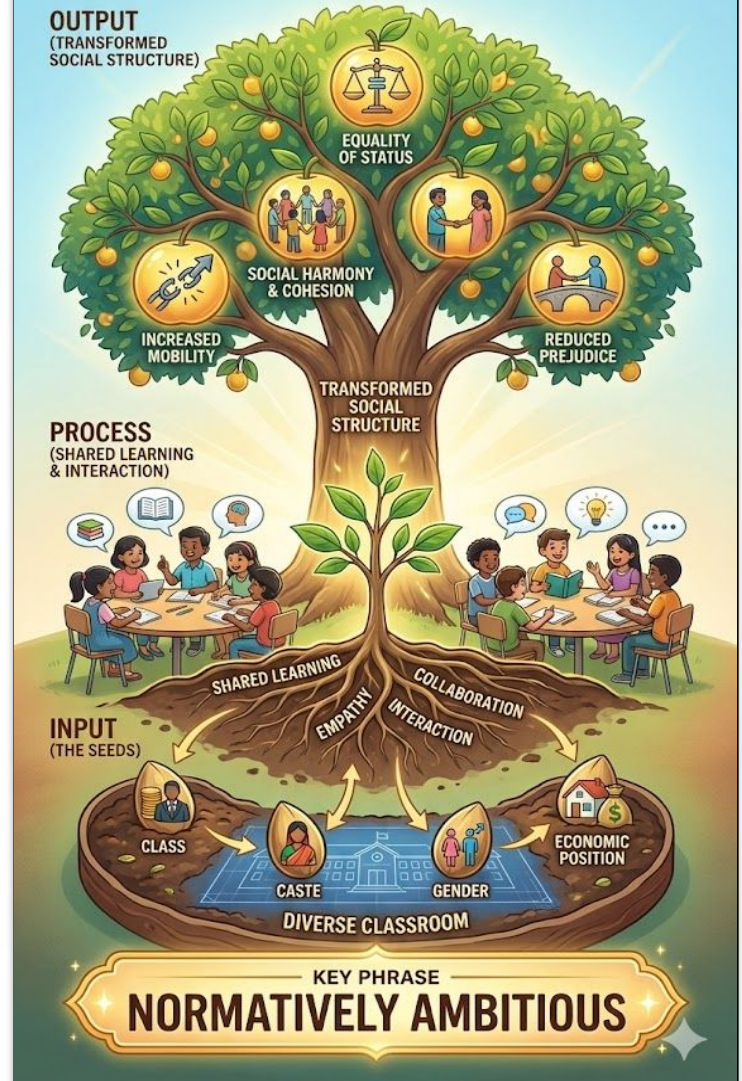 OUTPUT
(TRANSFORMED
SOCIAL STRUCTURE)
EQUALITY
OF STATUS
SOCIAL HARMONY
& COHESION
INCREASED
MOBILITY
REDUCED
PREJUDICE
TRANSFORMED
SOCIAL
STRUCTURE
PROCESS
(SHARED LEARNING
& INTERACTION)
SHARED LEARNING
EMPATHY
INTERACTION
COLLABORATION
INPUT
(THE SEEDS)
CLASS
CASTE
GENDER
ECONOMIC
POSITION
DIVERSE CLASSROOM
KEY PHRASE
NORMATIVELY AMBITIOUS